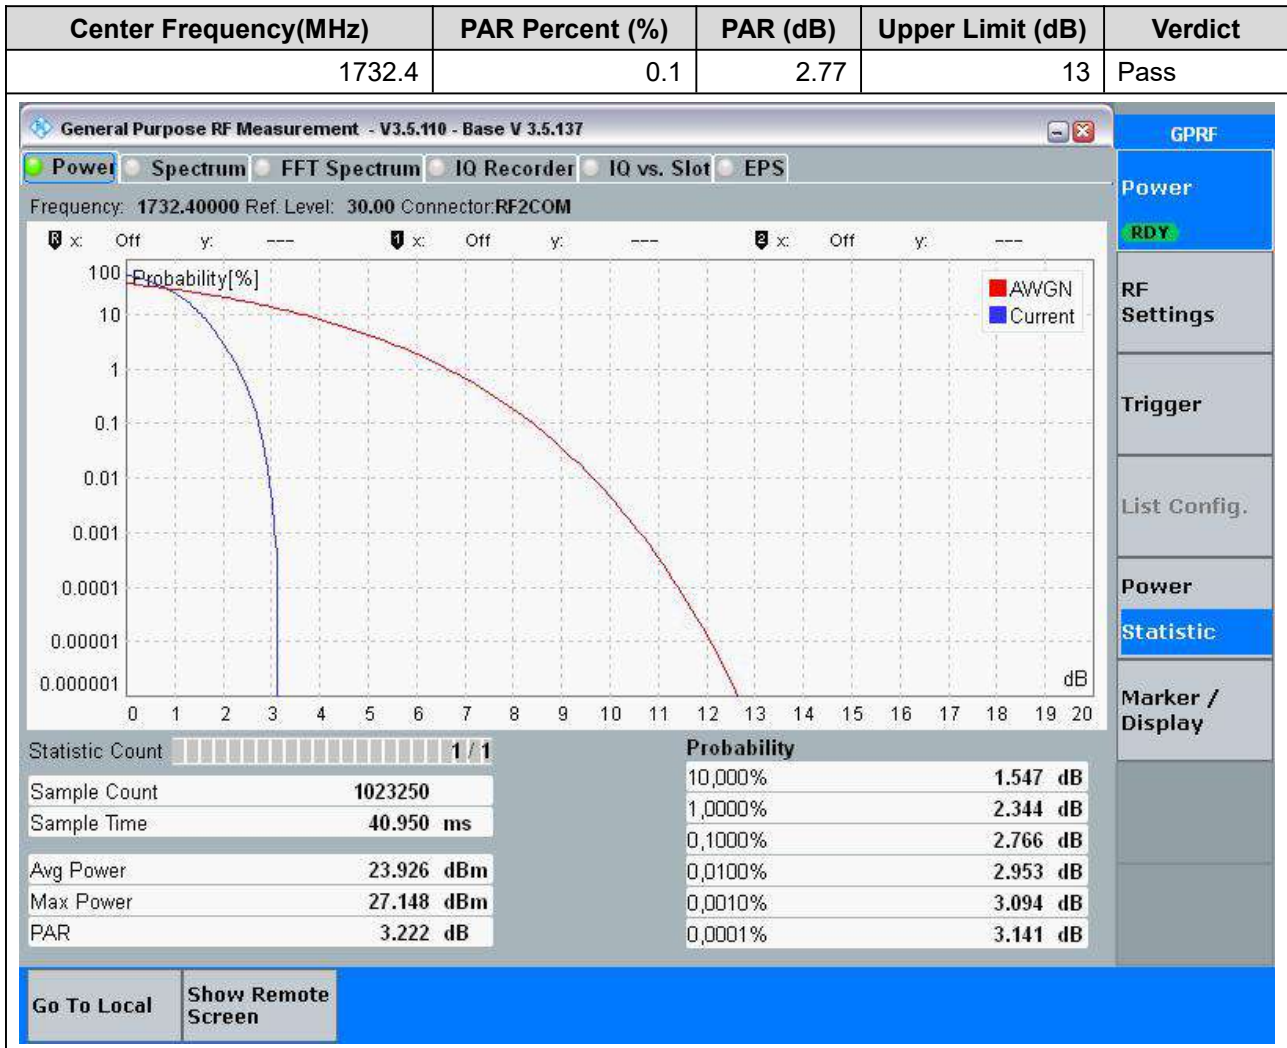 Center Frequency(MHz) PAR Percent (%) PAR (dB) Upper Limit (dB) Verdict
1732.4 0.1 2.77 13 Pass
General Purpose RF Measurement - V3.5.110 - Base V 3.5.137
GPRF
Power Spectrum FFT Spectrum IQ Recorder IQ vs. Slot EPS
Frequency: 1732.40000 Ref. Level: 30.00 Connector:RF2COM
R x: Off y: --- 1 x: Off y: --- 2 x: Off y: ---
Probability[%]
100
10
1
0.1
0.01
0.001
0.0001
0.00001
0.000001
AWGN
Current
dB
0 1 2 3 4 5 6 7 8 9 10 11 12 13 14 15 16 17 18 19 20
Statistic Count 1 / 1
Sample Count 1023250
Sample Time 40.950 ms
Avg Power 23.926 dBm
Max Power 27.148 dBm
PAR 3.222 dB
Probability
10,000% 1.547 dB
1,0000% 2.344 dB
0,1000% 2.766 dB
0,0100% 2.953 dB
0,0010% 3.094 dB
0,0001% 3.141 dB
Power
RDY
RF
Settings
Trigger
List Config.
Power
Statistic
Marker /
Display
Go To Local
Show Remote
Screen